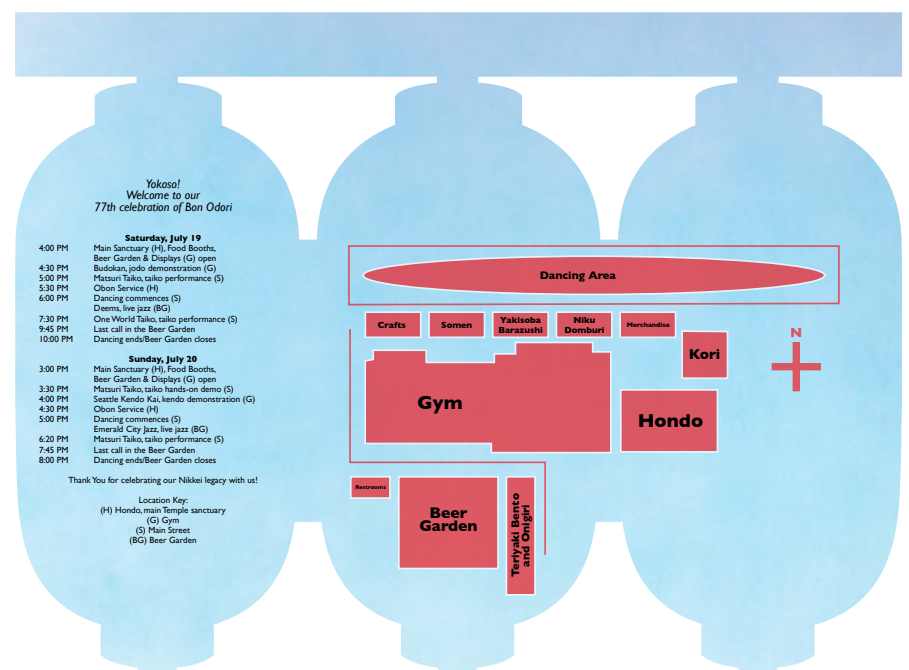 Yokoso!
Welcome to our
77th celebration of Bon Odori
Saturday, July 19
4:00 PM Main Sanctuary (H), Food Booths,
Beer Garden & Displays (G) open
4:30 PM Budokan, jodo demonstration (G)
5:00 PM Matsuri Taiko, taiko performance (S)
5:30 PM Obon Service (H)
6:00 PM Dancing commences (S)
Deems, live jazz (BG)
7:30 PM One World Taiko, taiko performance (S)
9:45 PM Last call in the Beer Garden
10:00 PM Dancing ends/Beer Garden closes
Sunday, July 20
3:00 PM Main Sanctuary (H), Food Booths,
Beer Garden & Displays (G) open
3:30 PM Matsuri Taiko, taiko hands-on demo (S)
4:00 PM Seattle Kendo Kai, kendo demonstration (G)
4:30 PM Obon Service (H)
5:00 PM Dancing commences (S)
Emerald City Jazz, live jazz (BG)
6:20 PM Matsuri Taiko, taiko performance (S)
7:45 PM Last call in the Beer Garden
8:00 PM Dancing ends/Beer Garden closes
Thank You for celebrating our Nikkei legacy with us!
Location Key:
(H) Hondo, main Temple sanctuary
(G) Gym
(S) Main Street
(BG) Beer Garden
Dancing Area
Crafts
Somen
Yakisoba
Barazushi
Niku
Domburi
Merchandise
Kori
N
Gym
Hondo
Restrooms
Beer
Garden
Teriyaki Bento
and Onigiri